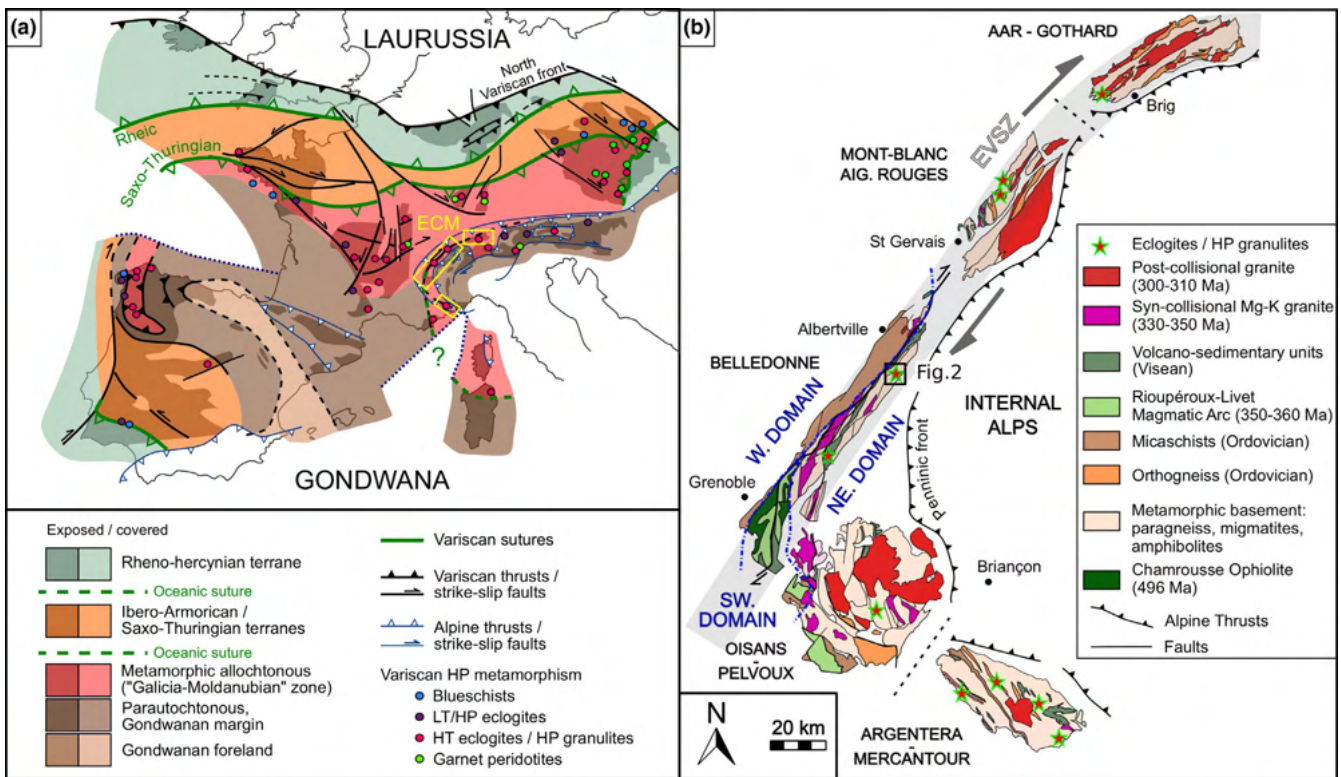 (a)
LAURUSSIA
North
Variscan front
Rheic
Saxo-Thuringian
ECM
?
GONDWANA
Exposed / covered
Rheno-hercynian terrane
Oceanic suture
Ibero-Armorican /
Saxo-Thuringian terranes
Oceanic suture
Metamorphic allochtonous
("Galicia-Moldanubian" zone)
Parautochtonous,
Gondwanan margin
Gondwanan foreland
Variscan sutures
Variscan thrusts /
strike-slip faults
Alpine thrusts /
strike-slip faults
Variscan HP metamorphism
Blueschists
LT/HP eclogites
HT eclogites / HP granulites
Garnet peridotites
(b)
AAR - GOTHARD
Brig
EVSZ
MONT-BLANC
AIG. ROUGES
St Gervais
Albertville
BELLEDONNE
Fig.2
W. DOMAIN
INTERNAL
ALPS
NE. DOMAIN
Grenoble
Penninic front
Briançon
SW.
DOMAIN
OISANS
-
PELVOUX
ARGENTERA
-
MERCANTOUR
N
20 km
Eclogites / HP granulites
Post-collisional granite
(300-310 Ma)
Syn-collisional Mg-K granite
(330-350 Ma)
Volcano-sedimentary units
(Visean)
Rioupéroux-Livet
Magmatic Arc (350-360 Ma)
Micaschists (Ordovician)
Orthogneiss (Ordovician)
Metamorphic basement:
paragneiss, migmatites,
amphibolites
Chamrousse Ophiolite
(496 Ma)
Alpine Thrusts
Faults